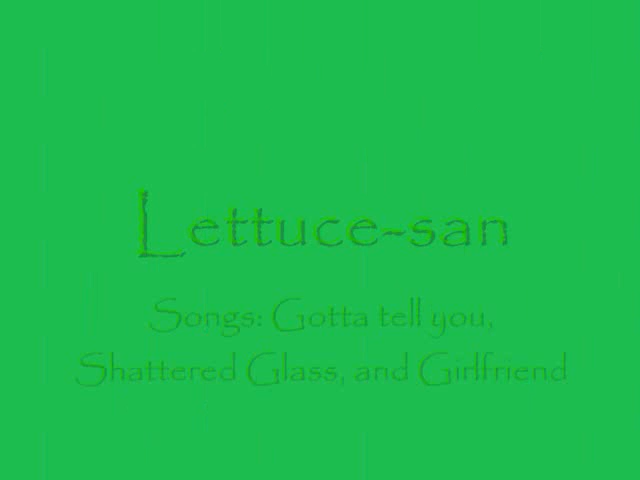 Lettuce-san
Songs: Gotta tell you,
Shattered Glass, and Girlfriend